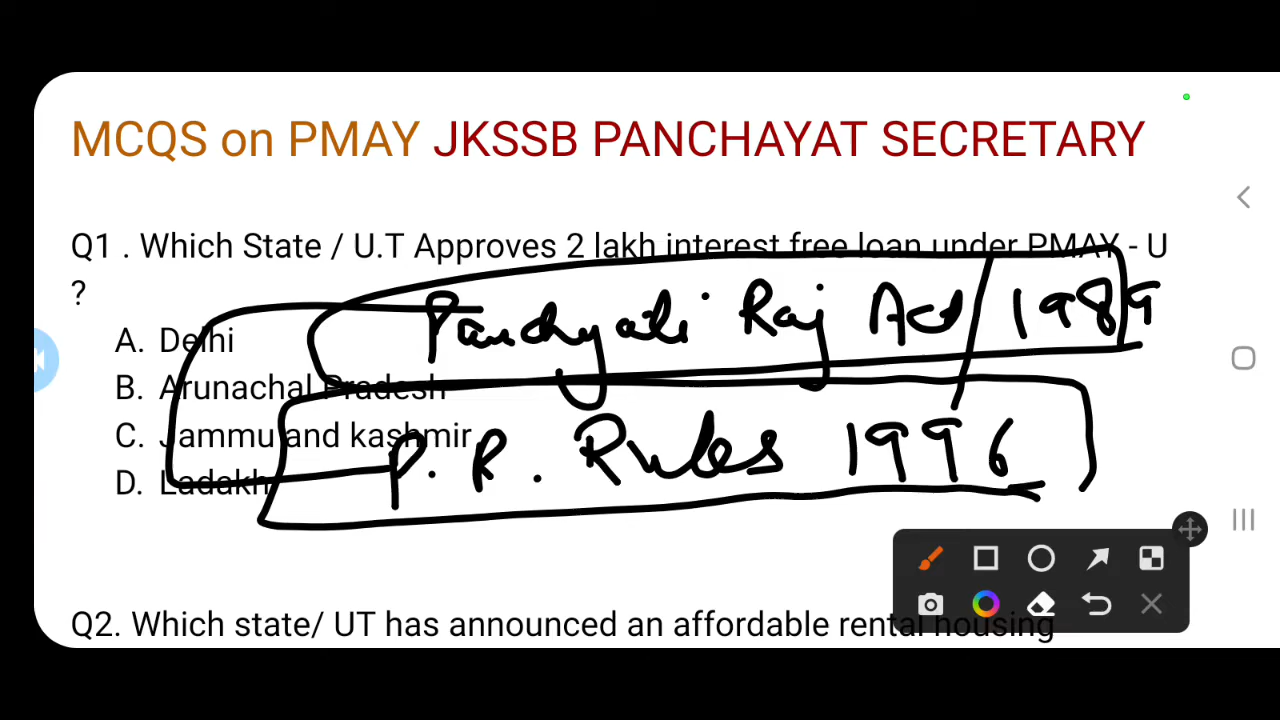 MCQS on PMAY JKSSB PANCHAYAT SECRETARY
Q1 . Which State / U.T Approves 2 lakh interest free loan under PMAY - U
?
Panchyati Raj Act / 1989
A. Delhi
B. Arunachal Pradesh
C. Jammu and kashmir
P. R. Rules 1996
D. Ladakh
Q2. Which state/ UT has announced an affordable rental housing